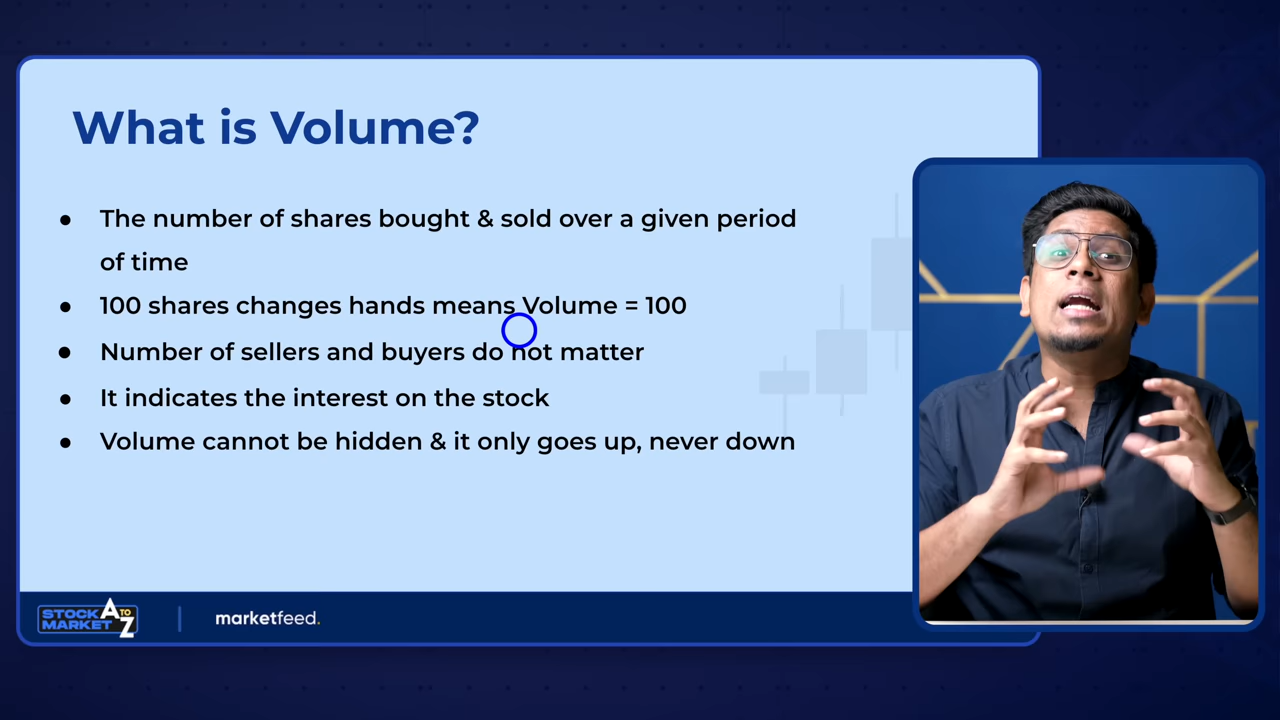 What is Volume?
● The number of shares bought & sold over a given period
of time
● 100 shares changes hands means Volume = 100
● Number of sellers and buyers do not matter
● It indicates the interest on the stock
● Volume cannot be hidden & it only goes up, never down
STOCK MARKET A TO Z
marketfeed.